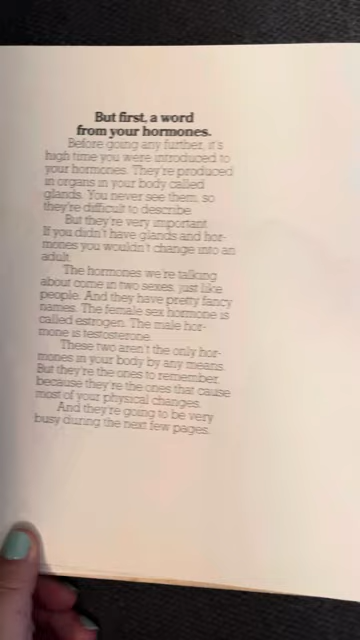 But first, a word
from your hormones.
Before going any further, it's
high time you were introduced to
your hormones. They're produced
in organs in your body called
glands. You never see them, so
they're difficult to describe.
But they're very important.
If you didn't have glands and hor-
mones you wouldn't change into an
adult.
The hormones we're talking
about come in two sexes, just like
people. And they have pretty fancy
names. The female sex hormone is
called estrogen. The male hor-
mone is testosterone.
These two aren't the only hor-
mones in your body by any means.
But they're the ones to remember,
because they're the ones that cause
most of your physical changes.
And they're going to be very
busy during the next few pages.